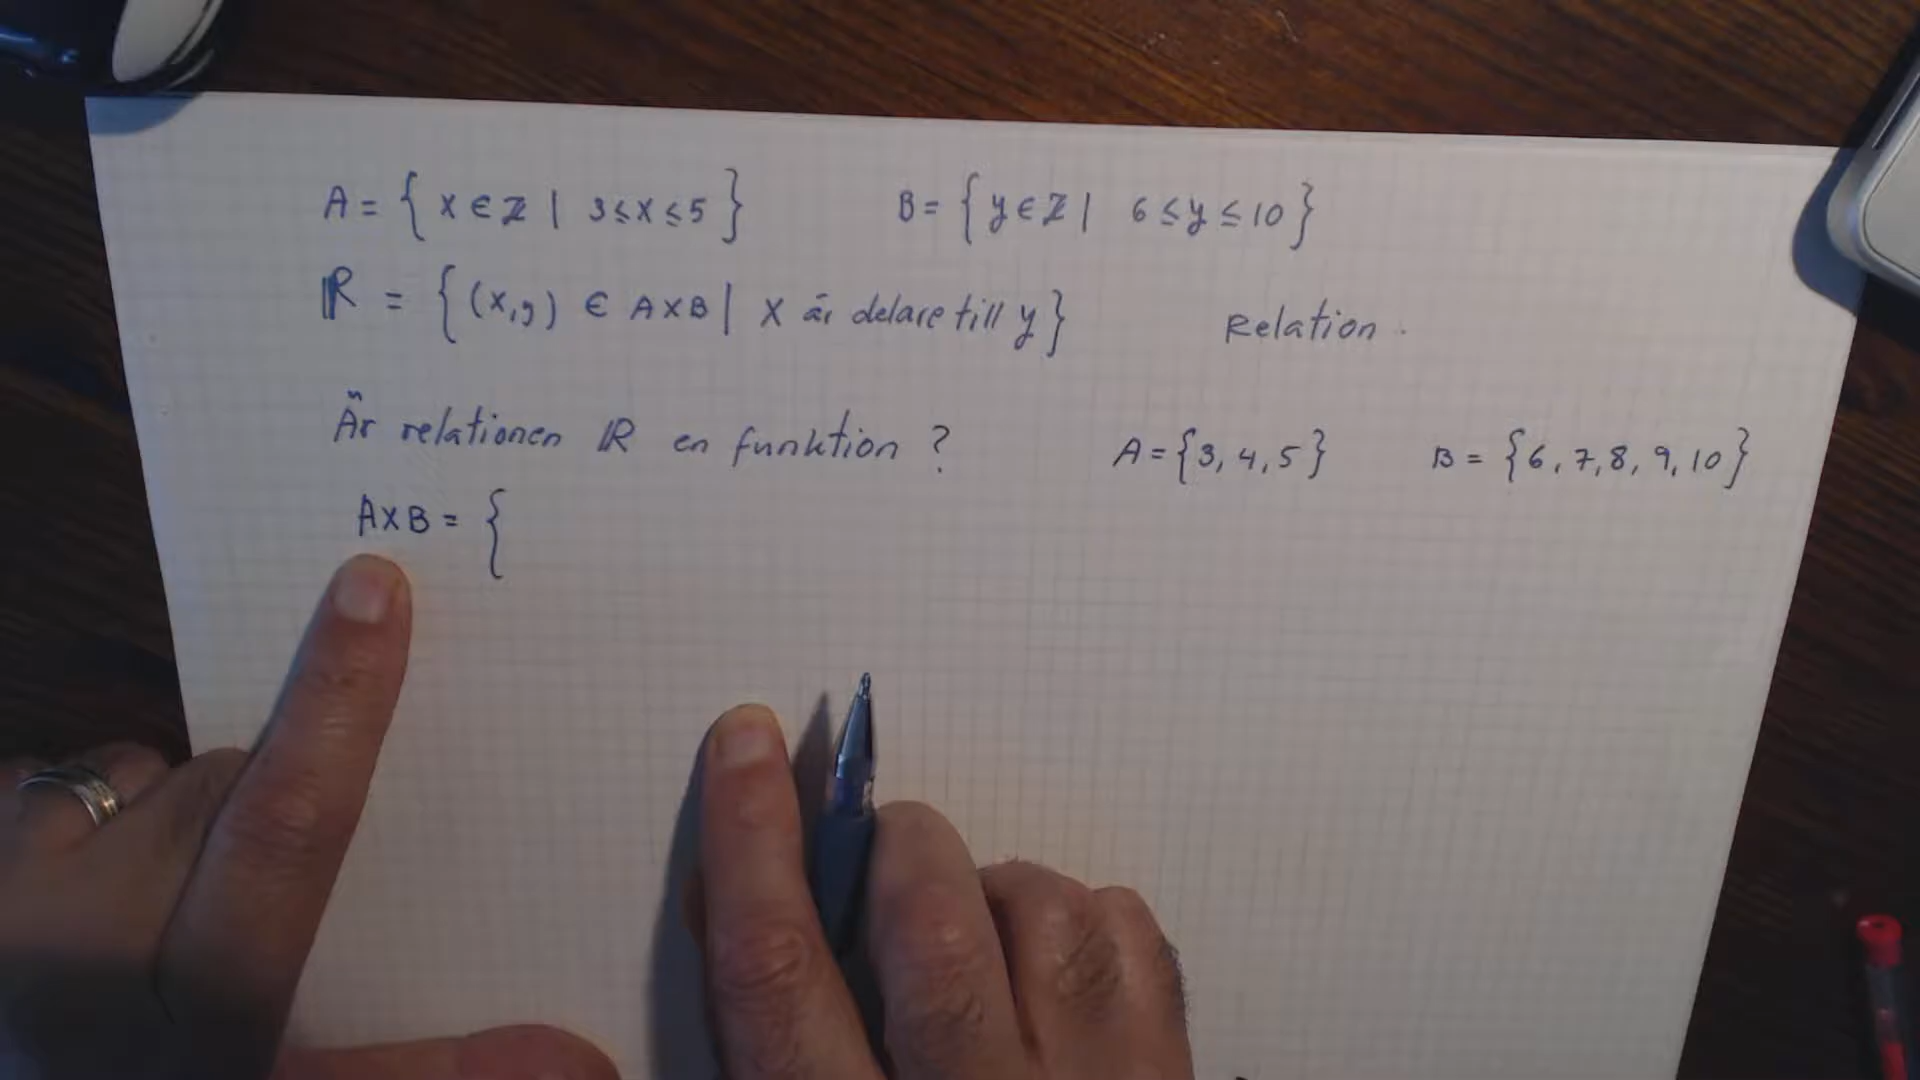 A = { x ∈ ℤ | 3 ≤ x ≤ 5 } B = { y ∈ ℤ | 6 ≤ y ≤ 10 }
ℝ = { (x,y) ∈ A×B | x är delare till y } Relation.
Är relationen ℝ en funktion ? A = {3, 4, 5} B = {6, 7, 8, 9, 10}
A×B = {